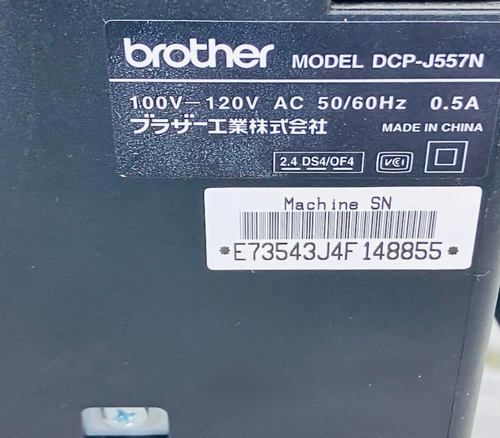 brother MODEL DCP-J557N
100V-120V AC 50/60Hz 0.5A
ブラザー工業株式会社 MADE IN CHINA
2.4 DS4/OF4 VCI
Machine SN
*E73543J4F148855*